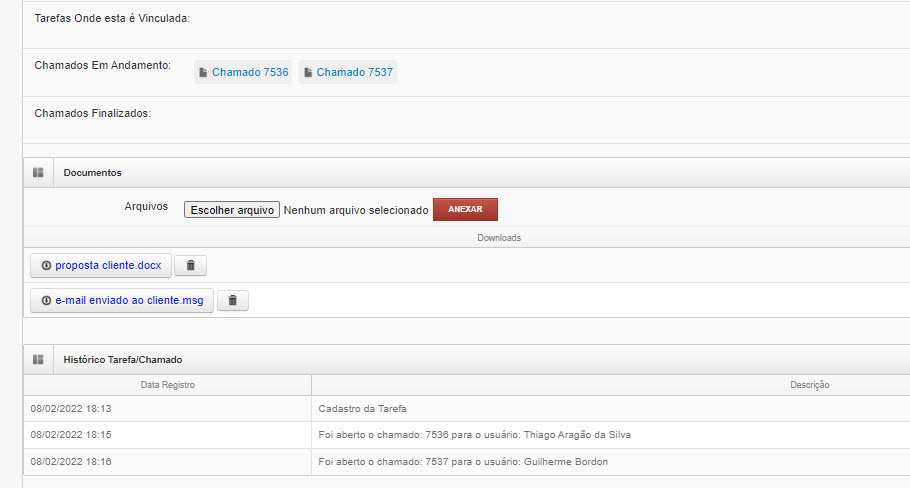 Tarefas Onde esta é Vinculada:
Chamados Em Andamento: Chamado 7536 Chamado 7537
Chamados Finalizados:
Documentos
Arquivos Escolher arquivo Nenhum arquivo selecionado ANEXAR
Downloads
proposta cliente.docx
e-mail enviado ao cliente.msg
Histórico Tarefa/Chamado
Data Registro Descrição
08/02/2022 18:13 Cadastro da Tarefa
08/02/2022 18:15 Foi aberto o chamado: 7536 para o usuário: Thiago Aragão da Silva
08/02/2022 18:16 Foi aberto o chamado: 7537 para o usuário: Guilherme Bordon